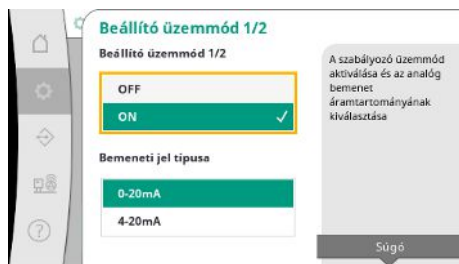 Beállító üzemmód 1/2
Beállító üzemmód 1/2
OFF
ON
Bemeneti jel típusa
0-20mA
4-20mA
A szabályozó üzemmód
aktiválása és az analóg
bemenet
áramtartományának
kiválasztása
Súgó